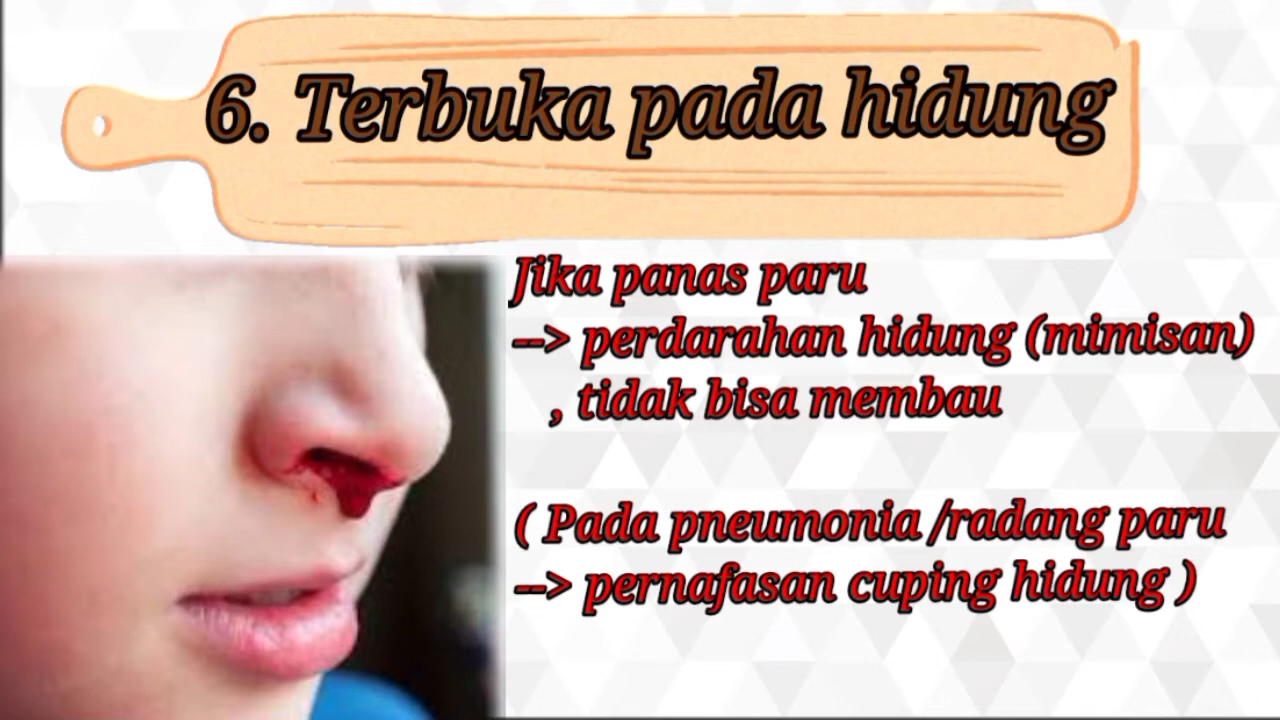 6. Terbuka pada hidung
Jika panas paru
--> perdarahan hidung (mimisan)
, tidak bisa membau
( Pada pneumonia /radang paru
--> pernafasan cuping hidung )